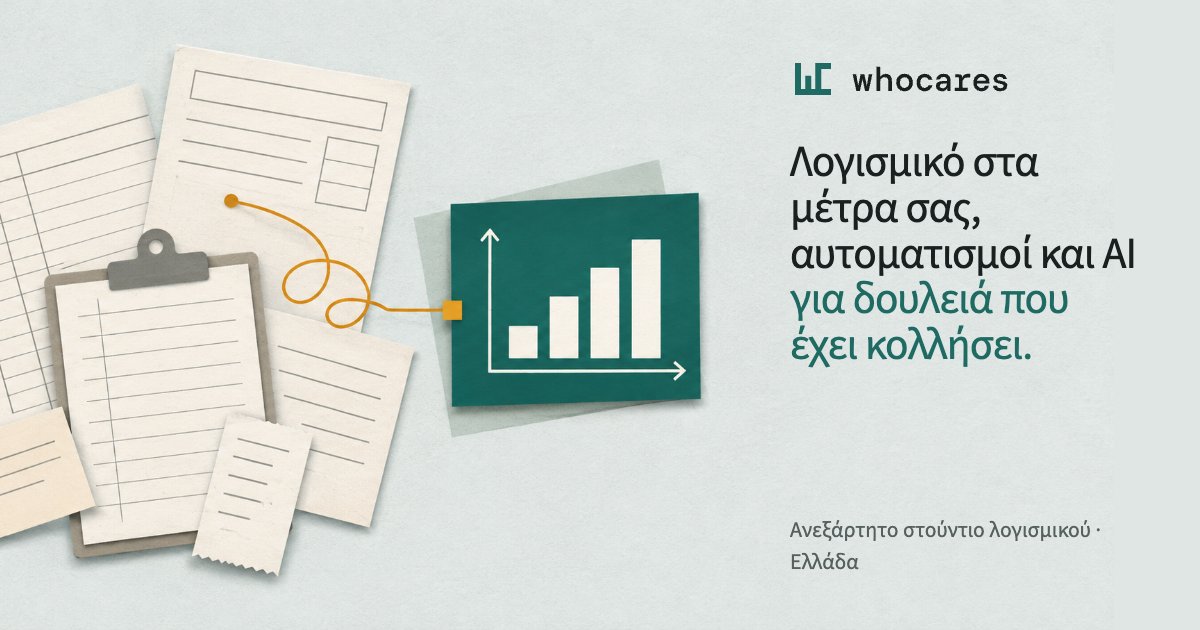 whocares
Λογισμικό στα
μέτρα σας,
αυτοματισμοί και AI
για δουλειά που
έχει κολλήσει.
Ανεξάρτητο στούντιο λογισμικού ·
Ελλάδα